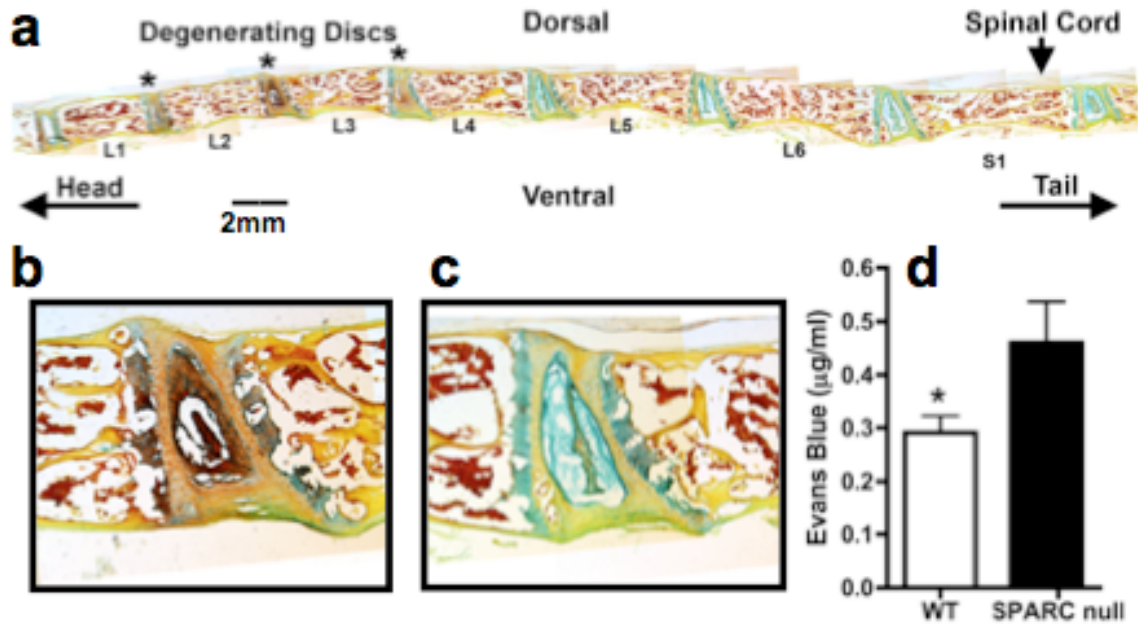 a
Degenerating Discs
Dorsal
Spinal Cord
* * *
L1 L2 L3 L4 L5 L6 S1
Head
2mm
Ventral
Tail
b
c
d
Evans Blue (µg/ml)
0.6
0.5
0.4
0.3
0.2
0.1
0.0
*
WT SPARC null